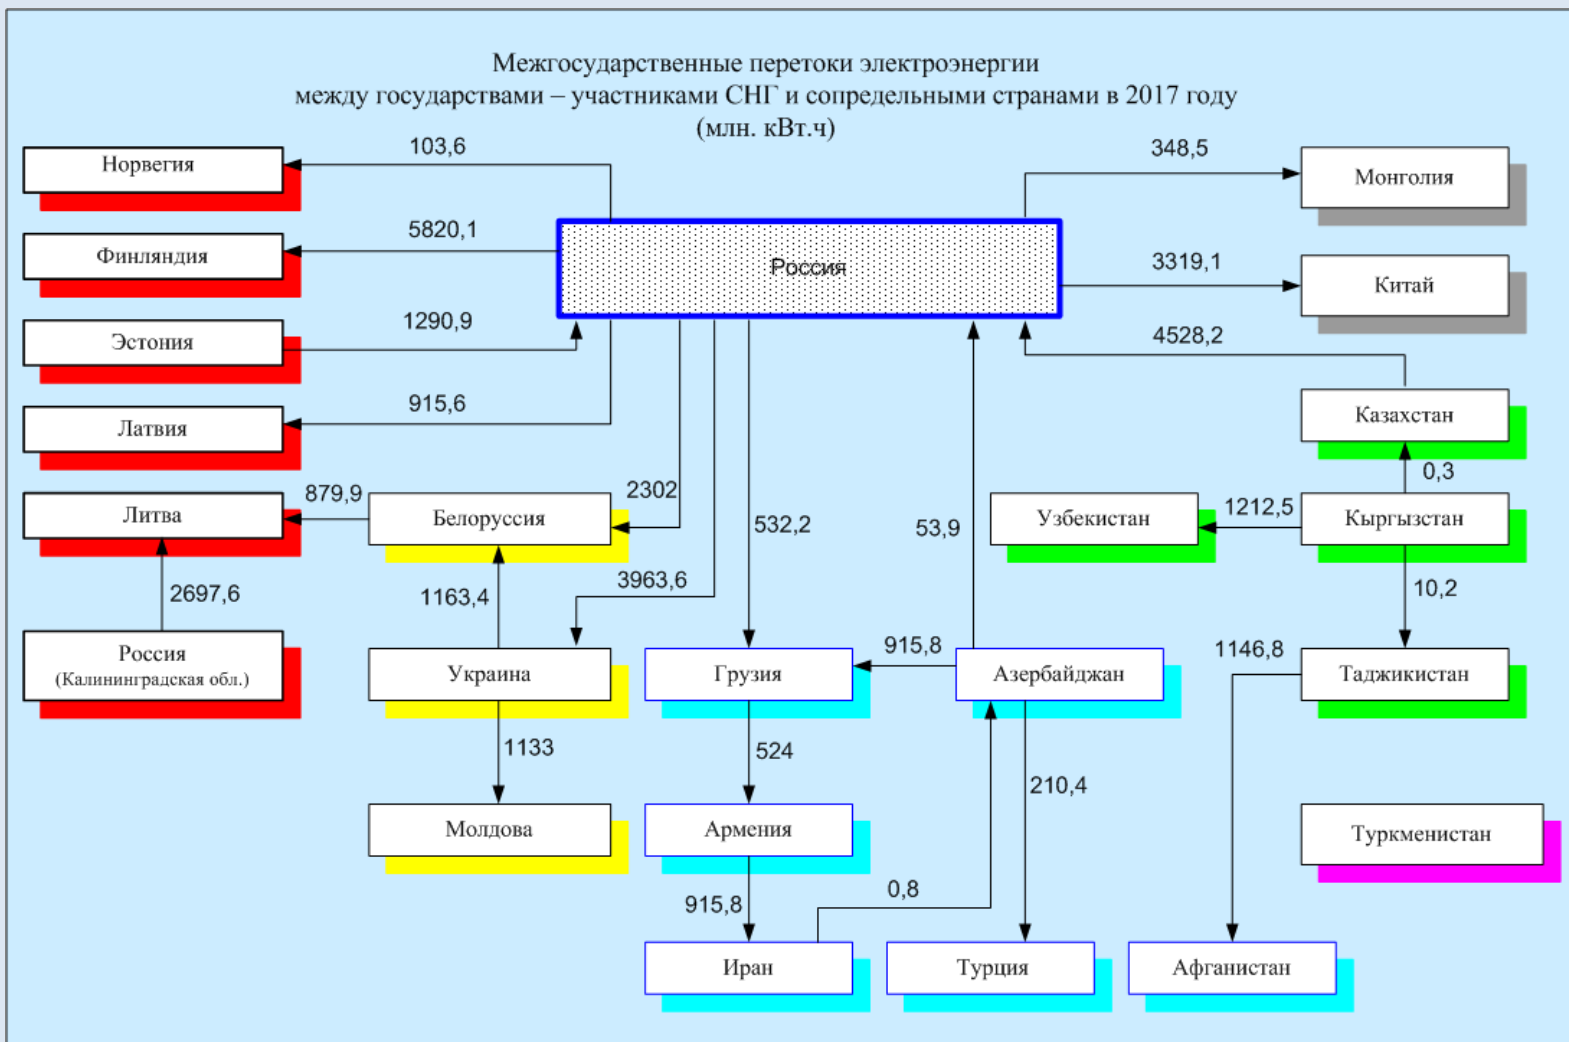 Межгосударственные перетоки электроэнергии
между государствами – участниками СНГ и сопредельными странами в 2017 году
(млн. кВт.ч)
103,6
348,5
Норвегия
Монголия
5820,1
Финляндия
Россия
3319,1
Китай
1290,9
Эстония
4528,2
915,6
Латвия
Казахстан
0,3
879,9
2302
Литва
Белоруссия
532,2
53,9
Узбекистан
1212,5
Кыргызстан
2697,6
1163,4
3963,6
10,2
Россия
(Калининградская обл.)
Украина
Грузия
915,8
Азербайджан
1146,8
Таджикистан
1133
524
210,4
Молдова
Армения
Туркменистан
915,8
0,8
Иран
Турция
Афганистан